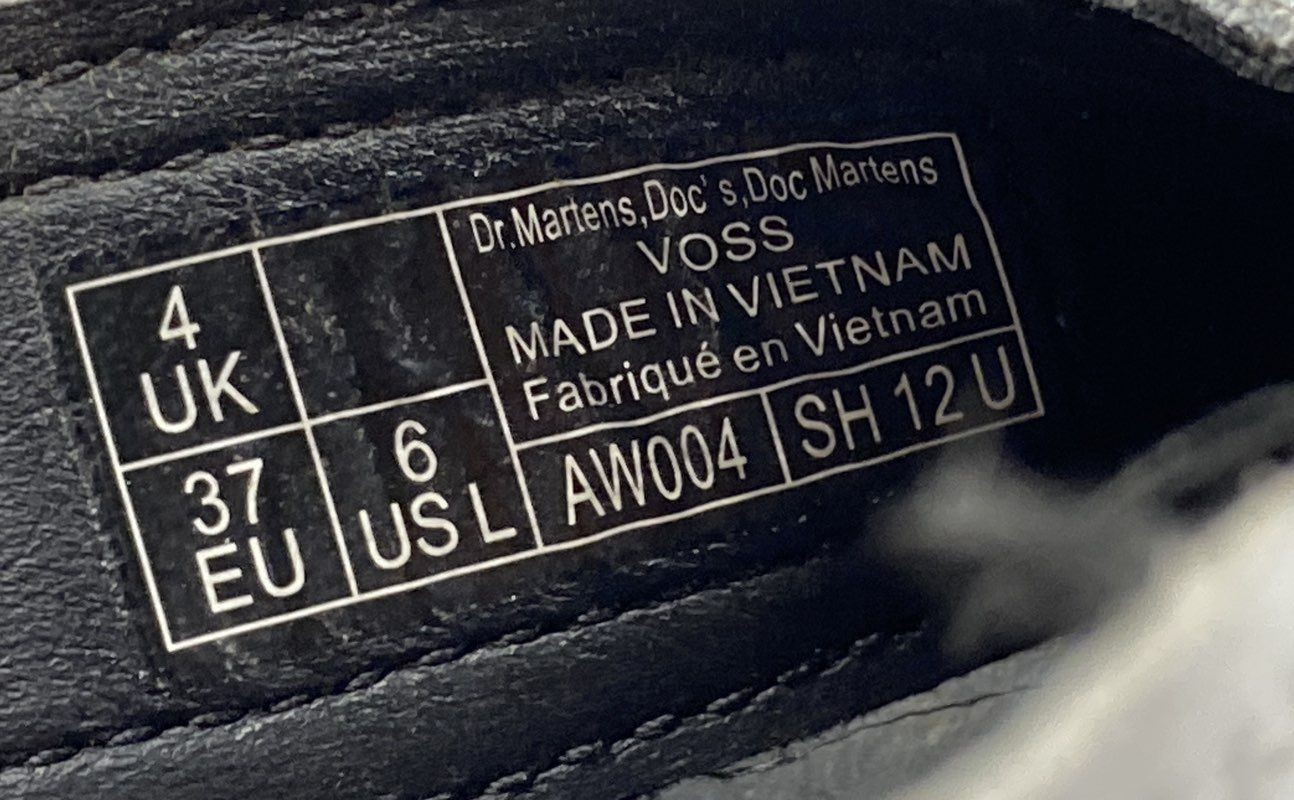 4
UK
37
EU
6
US L
Dr.Martens,Doc's,Doc Martens
VOSS
MADE IN VIETNAM
Fabriqué en Vietnam
AW004
SH 12 U